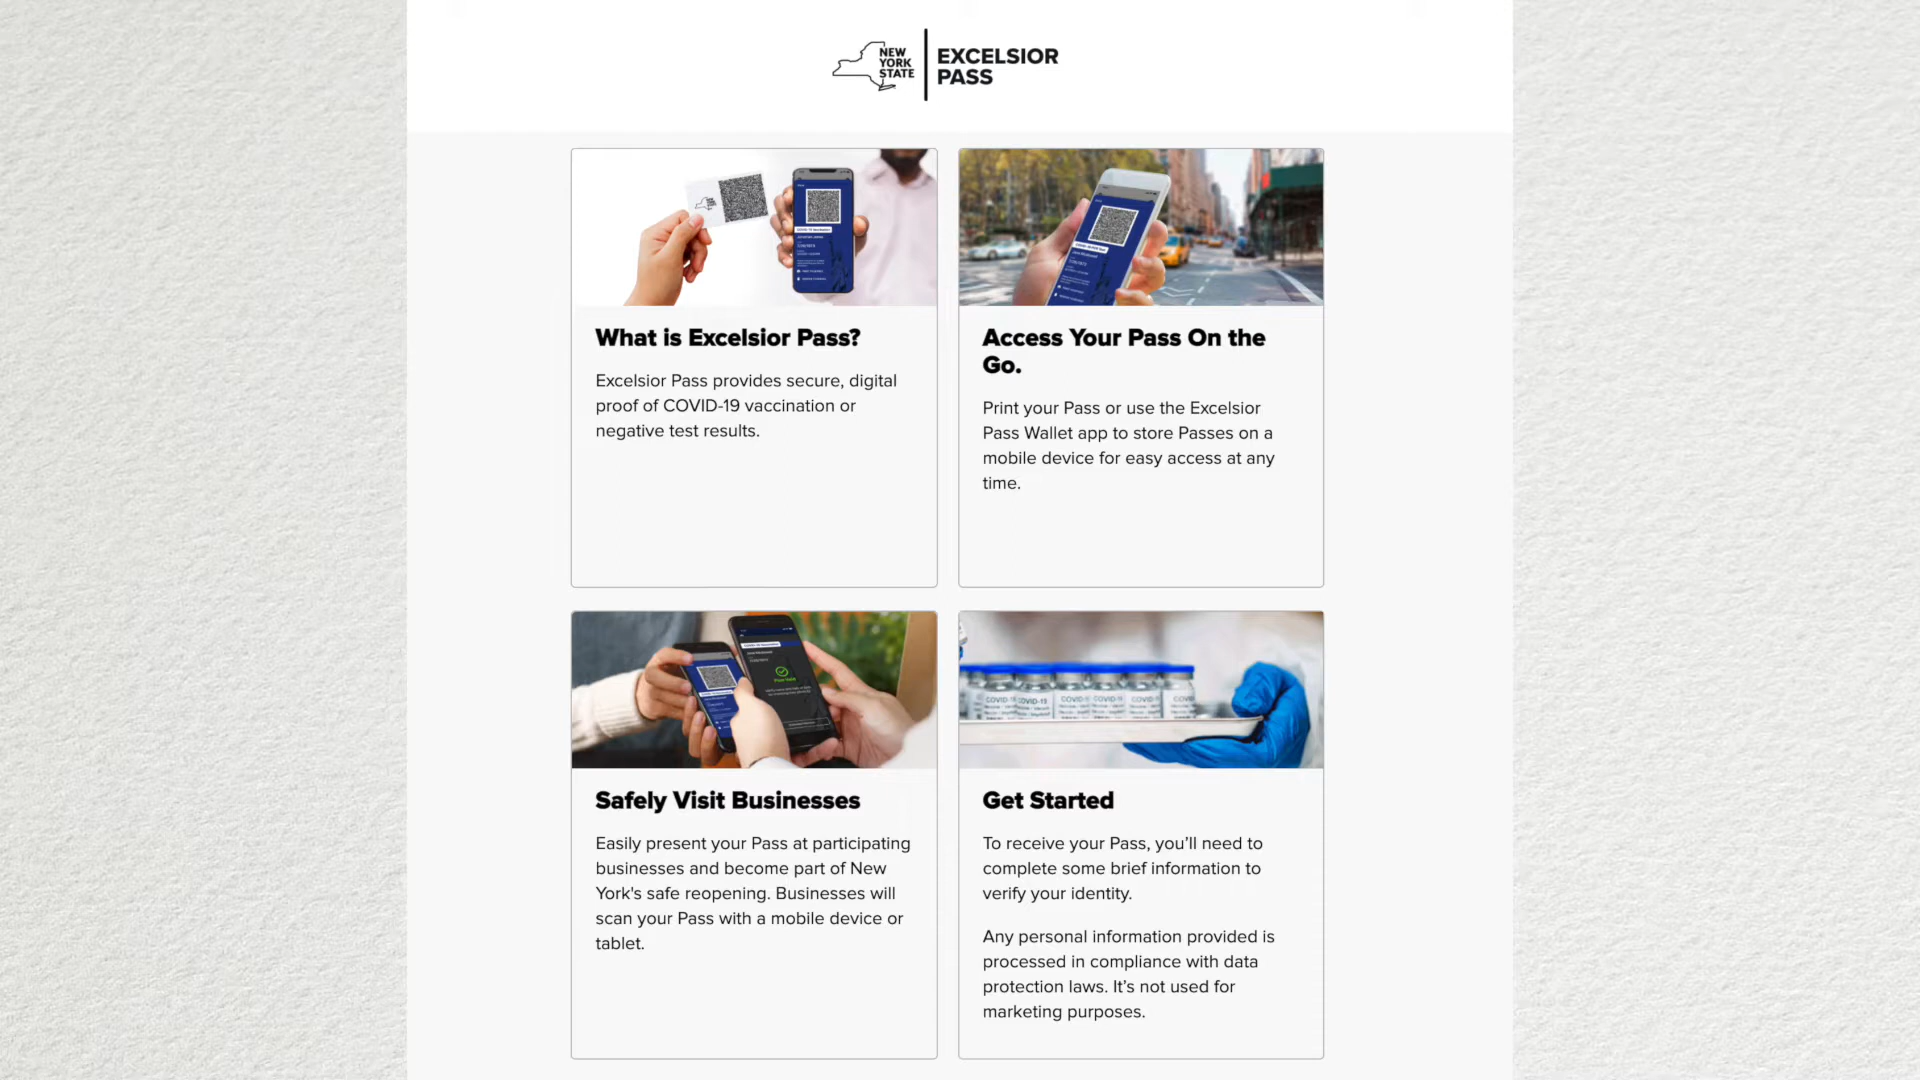 NEW
YORK
STATE
EXCELSIOR
PASS
What is Excelsior Pass?
Excelsior Pass provides secure, digital
proof of COVID-19 vaccination or
negative test results.
Access Your Pass On the
Go.
Print your Pass or use the Excelsior
Pass Wallet app to store Passes on a
mobile device for easy access at any
time.
Safely Visit Businesses
Easily present your Pass at participating
businesses and become part of New
York's safe reopening. Businesses will
scan your Pass with a mobile device or
tablet.
COVID-19
Get Started
To receive your Pass, you’ll need to
complete some brief information to
verify your identity.
Any personal information provided is
processed in compliance with data
protection laws. It’s not used for
marketing purposes.